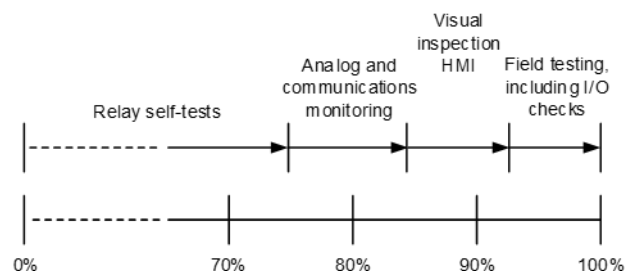 Relay self-tests
Analog and
communications
monitoring
Visual
inspection
HMI
Field testing,
including I/O
checks
0%
70%
80%
90%
100%